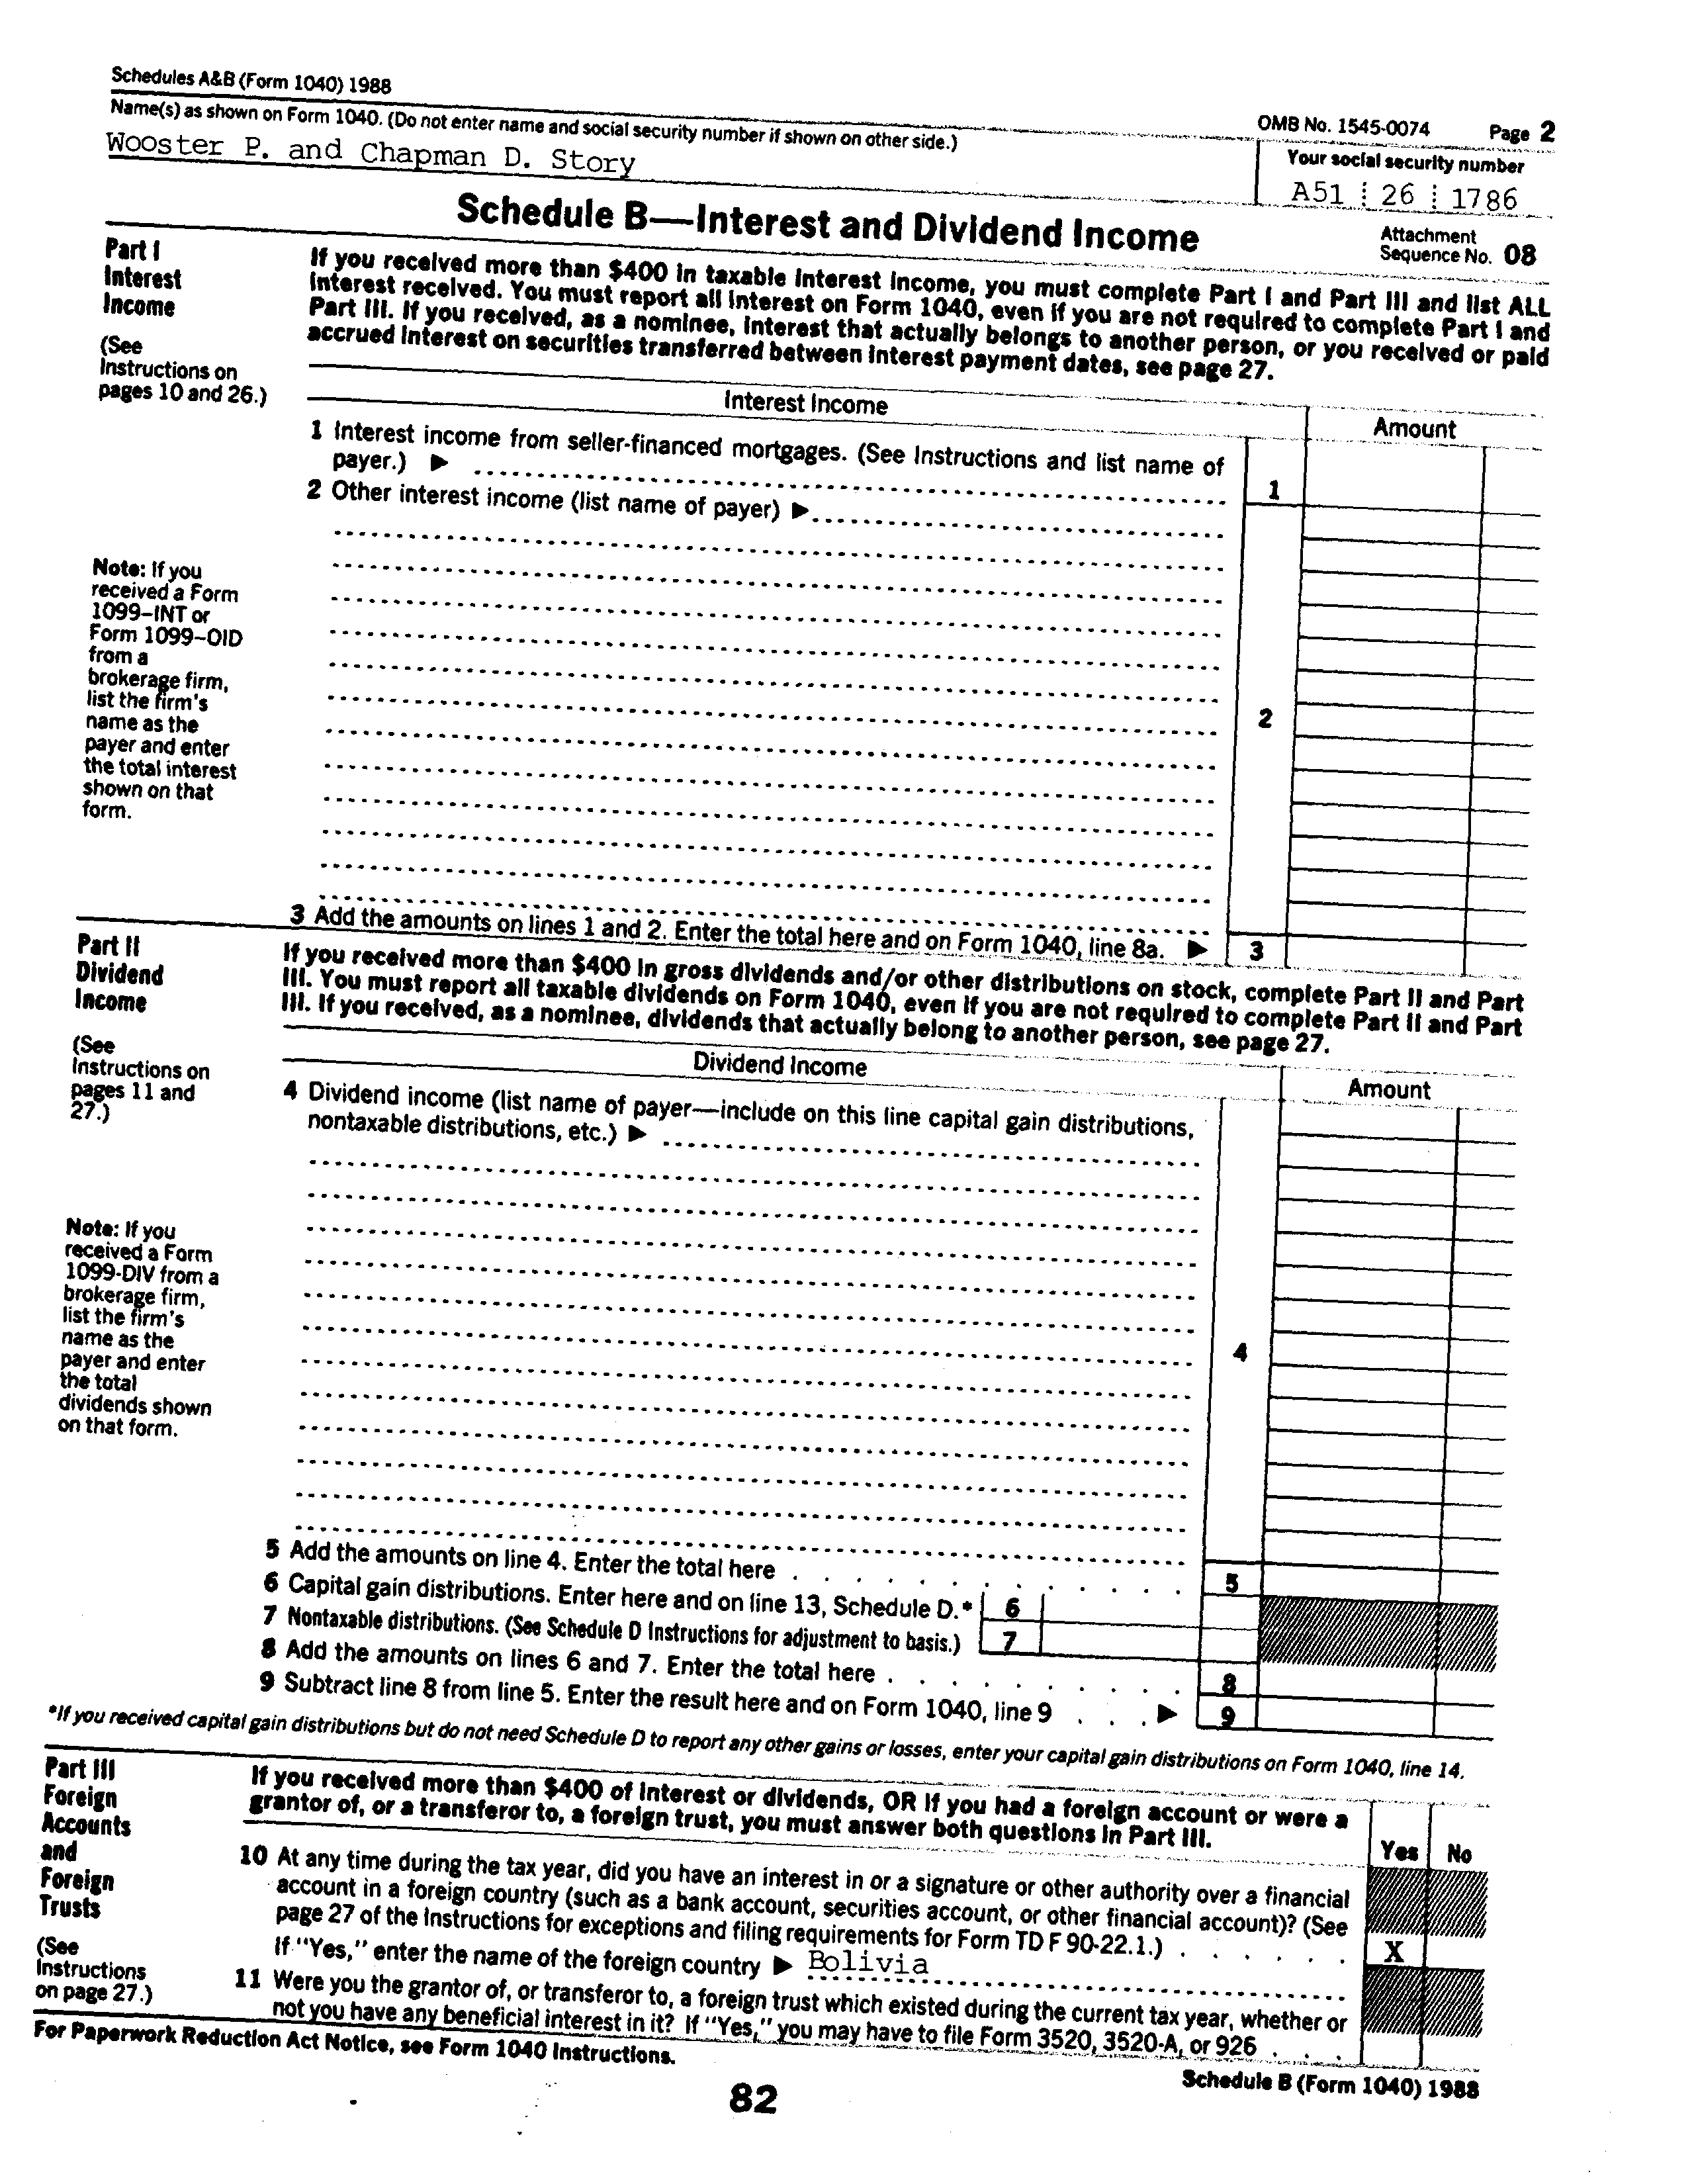 Schedules A&B (Form 1040) 1988
OMB No. 1545-0074 Page 2
Name(s) as shown on Form 1040. (Do not enter name and social security number if shown on other side.)
Your social security number
Wooster P. and Chapman D. Story
A51 26 1786
Schedule B—Interest and Dividend Income
Attachment
Sequence No. 08
Part I
Interest
Income
(See
Instructions on
pages 10 and 26.)
If you received more than $400 in taxable interest income, you must complete Part I and Part III and list ALL
interest received. You must report all interest on Form 1040, even if you are not required to complete Part I and
Part III. If you received, as a nominee, interest that actually belongs to another person, or you received or paid
accrued interest on securities transferred between interest payment dates, see page 27.
Interest Income
Amount
1 Interest income from seller-financed mortgages. (See Instructions and list name of
payer.) ▶
1
2 Other interest income (list name of payer) ▶
Note: If you
received a Form
1099–INT or
Form 1099–OID
from a
brokerage firm,
list the firm's
name as the
payer and enter
the total interest
shown on that
form.
2
3 Add the amounts on lines 1 and 2. Enter the total here and on Form 1040, line 8a. ▶ 3
Part II
Dividend
Income
(See
Instructions on
pages 11 and
27.)
If you received more than $400 in gross dividends and/or other distributions on stock, complete Part II and Part
III. You must report all taxable dividends on Form 1040, even if you are not required to complete Part II and Part
III. If you received, as a nominee, dividends that actually belong to another person, see page 27.
Dividend Income
Amount
4 Dividend income (list name of payer—include on this line capital gain distributions,
nontaxable distributions, etc.) ▶
Note: If you
received a Form
1099-DIV from a
brokerage firm,
list the firm's
name as the
payer and enter
the total
dividends shown
on that form.
4
5 Add the amounts on line 4. Enter the total here . . . . . . . . . . . . 5
6 Capital gain distributions. Enter here and on line 13, Schedule D.* 6
7 Nontaxable distributions. (See Schedule D Instructions for adjustment to basis.) 7
8 Add the amounts on lines 6 and 7. Enter the total here . . . . . . . . . . 8
9 Subtract line 8 from line 5. Enter the result here and on Form 1040, line 9 . . . ▶ 9
*If you received capital gain distributions but do not need Schedule D to report any other gains or losses, enter your capital gain distributions on Form 1040, line 14.
Part III
Foreign
Accounts
and
Foreign
Trusts
(See
Instructions
on page 27.)
If you received more than $400 of interest or dividends, OR if you had a foreign account or were a
grantor of, or a transferor to, a foreign trust, you must answer both questions in Part III.
Yes No
10 At any time during the tax year, did you have an interest in or a signature or other authority over a financial
account in a foreign country (such as a bank account, securities account, or other financial account)? (See
page 27 of the Instructions for exceptions and filing requirements for Form TD F 90-22.1.) . . . . . . X
If "Yes," enter the name of the foreign country ▶ Bolivia
11 Were you the grantor of, or transferor to, a foreign trust which existed during the current tax year, whether or
not you have any beneficial interest in it? If "Yes," you may have to file Form 3520, 3520-A, or 926 . . .
For Paperwork Reduction Act Notice, see Form 1040 Instructions.
Schedule B (Form 1040) 1988
82